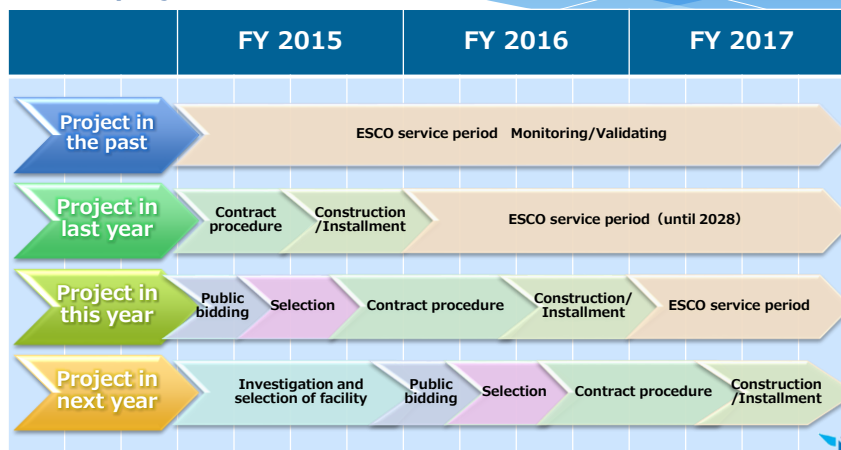 FY 2015
FY 2016
FY 2017
Project in
the past
ESCO service period Monitoring/Validating
Project in
last year
Contract
procedure
Construction
/Installment
ESCO service period（until 2028）
Project in
this year
Public
bidding
Selection
Contract procedure
Construction/
Installment
ESCO service period
Project in
next year
Investigation and
selection of facility
Public
bidding
Selection
Contract procedure
Construction
/Installment